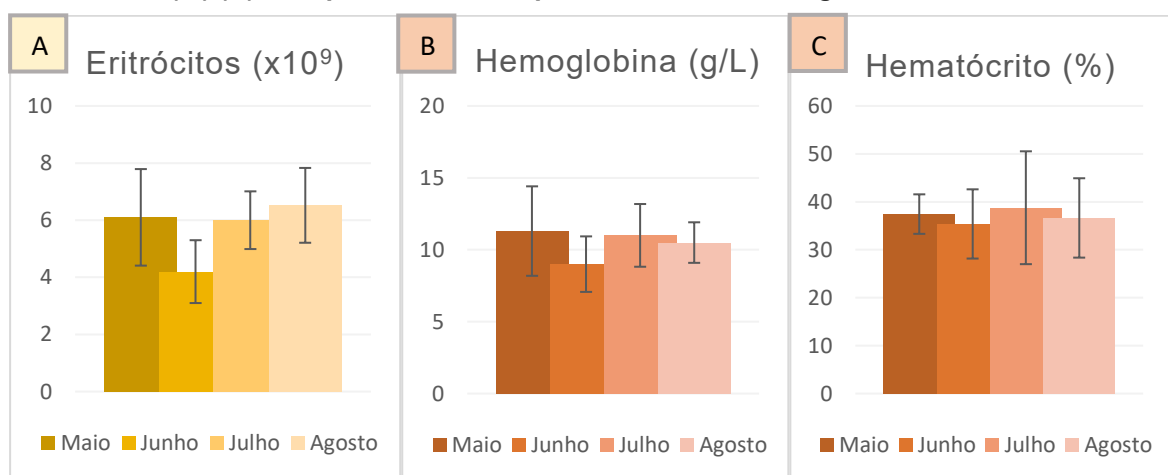 A
Eritrócitos (x10⁹)
10
8
6
4
2
0
Maio Junho Julho Agosto
B
Hemoglobina (g/L)
20
15
10
5
0
Maio Junho Julho Agosto
C
Hematócrito (%)
60
50
40
30
20
10
0
Maio Junho Julho Agosto